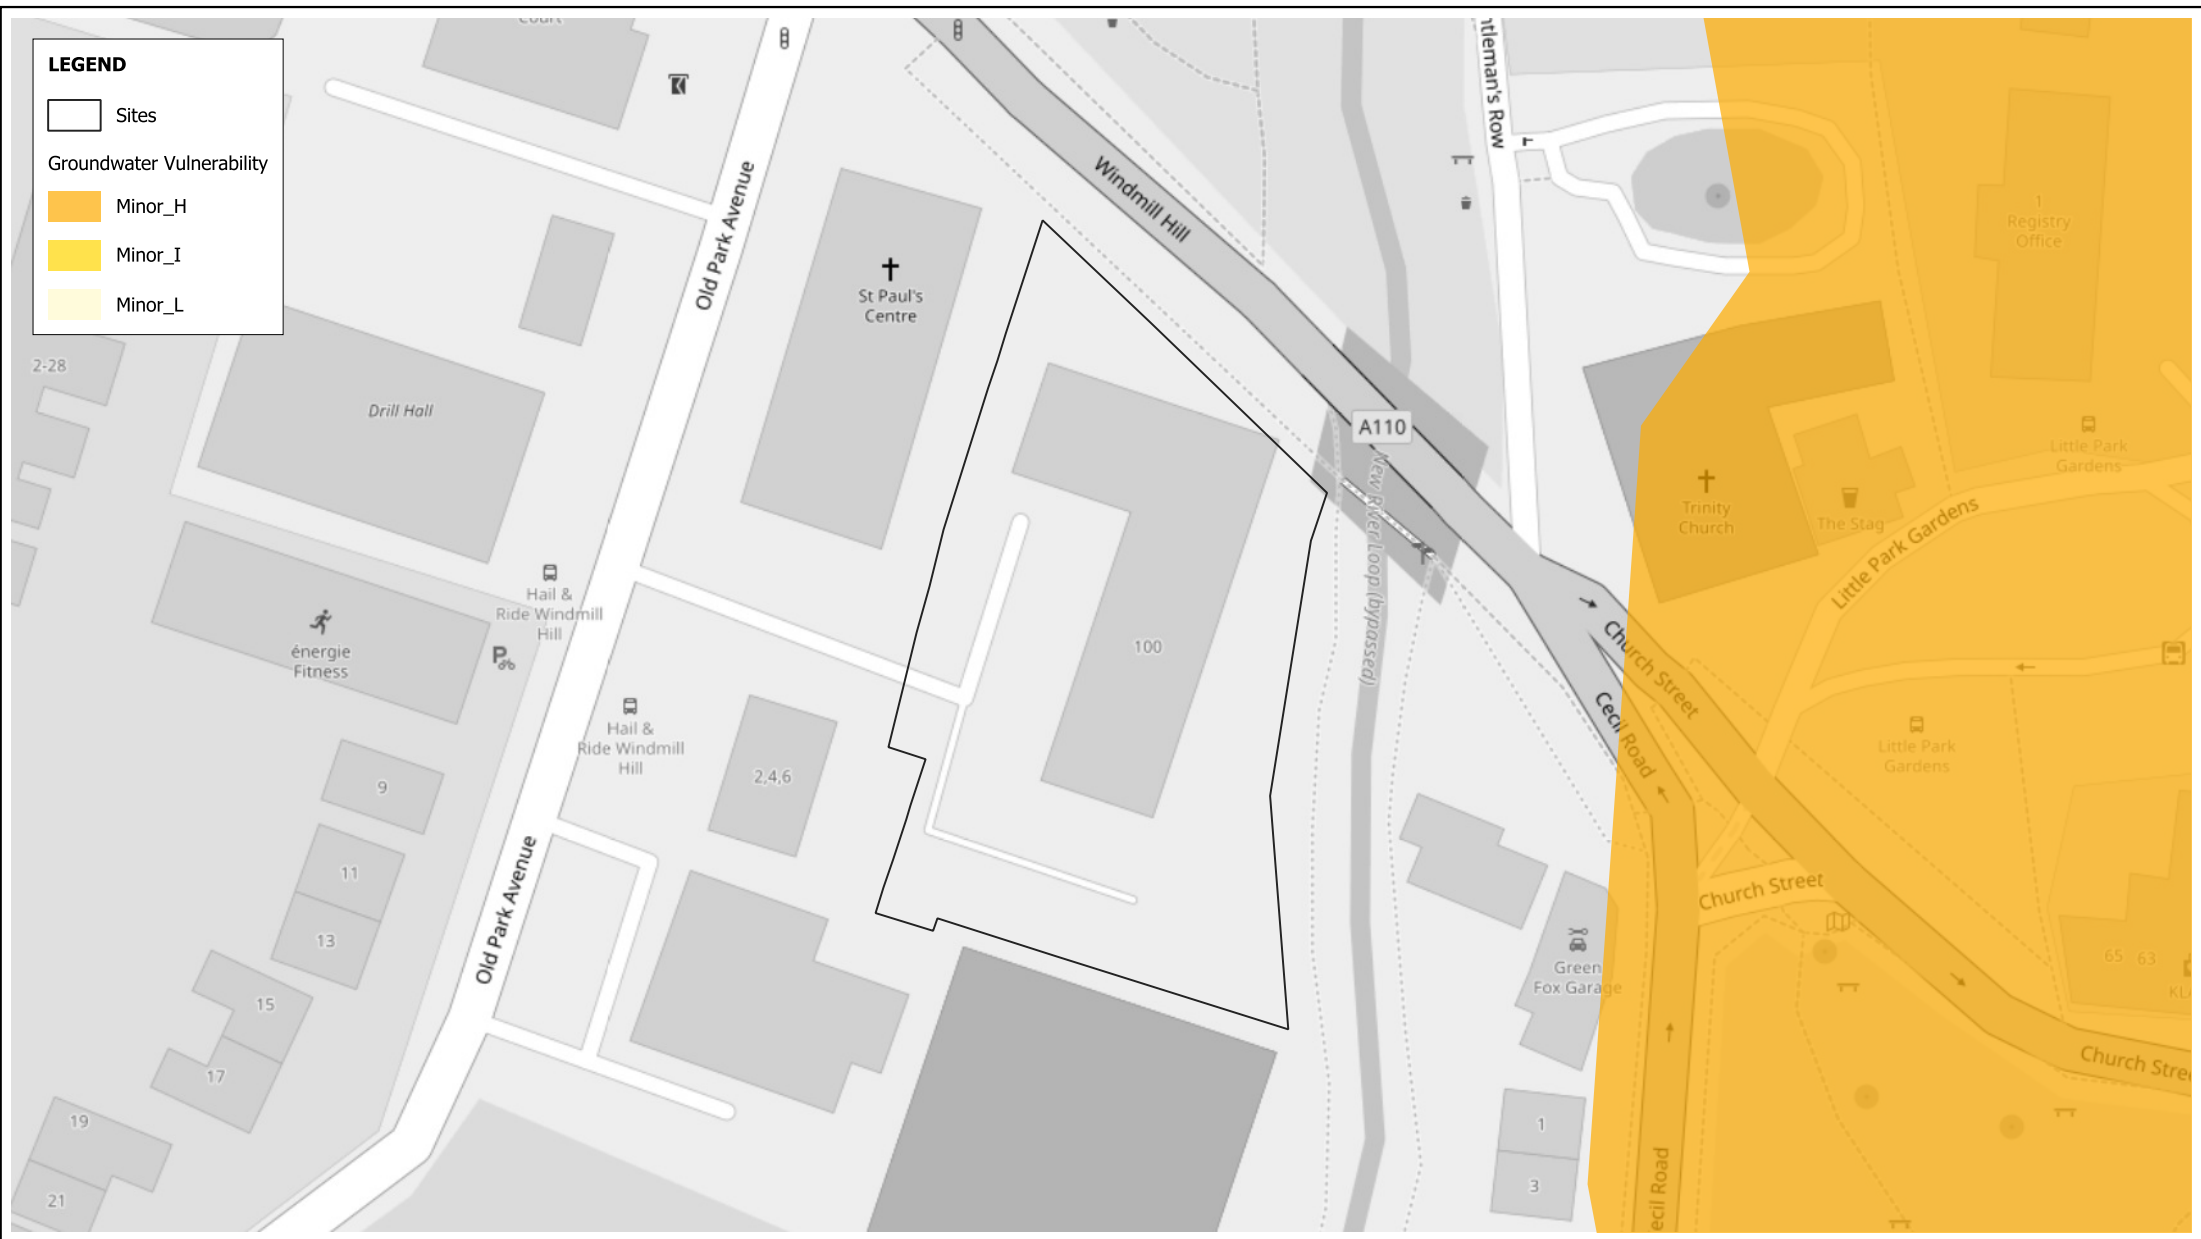 LEGEND
Sites
Groundwater Vulnerability
Minor_H
Minor_I
Minor_L
Court
Old Park Avenue
Windmill Hill
1
Registry
Office
St Paul's
Centre
2-28
Drill Hall
A110
Little Park
Gardens
Trinity
Church
The Stag
Little Park Gardens
New River Loop (bypassed)
Hail &
Ride Windmill
Hill
énergie
Fitness
P
100
Church Street
Cecil Road
Hail &
Ride Windmill
Hill
2,4,6
Little Park
Gardens
9
11
13
Old Park Avenue
Church Street
Green
Fox Garage
65
63
15
17
19
21
1
3